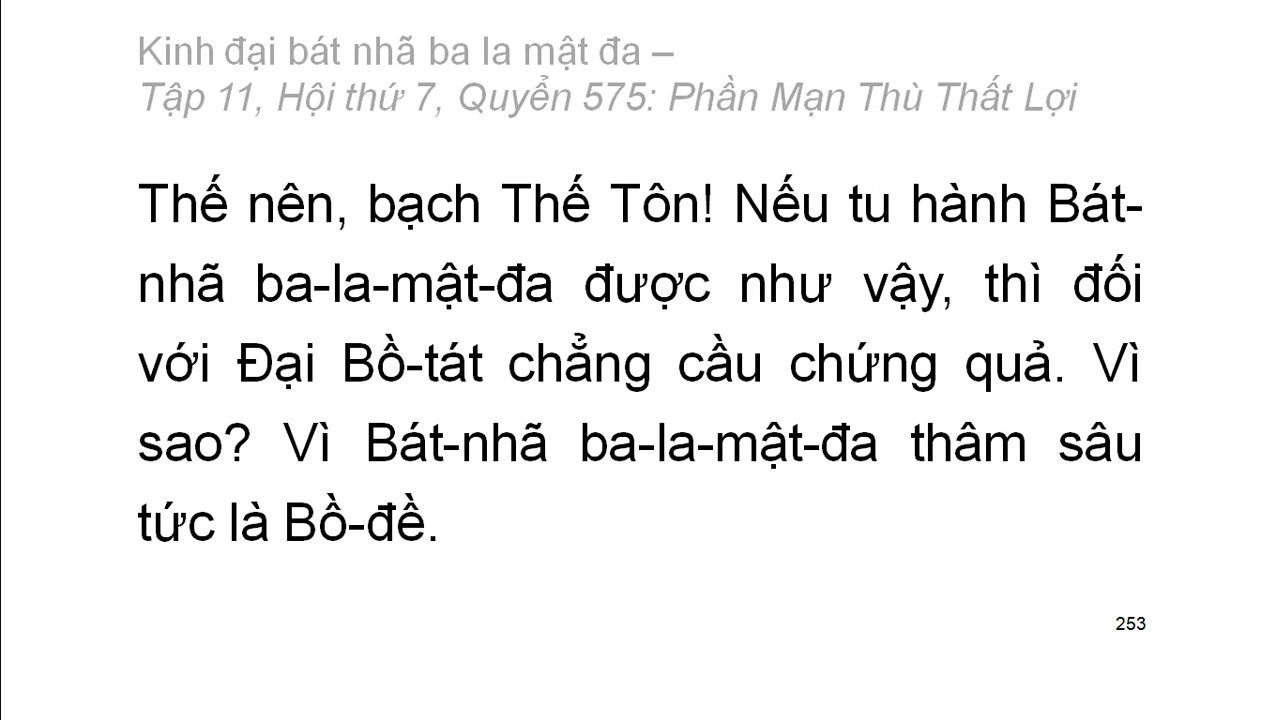 Kinh đại bát nhã ba la mật đa –
Tập 11, Hội thứ 7, Quyển 575: Phần Mạn Thù Thất Lợi
Thế nên, bạch Thế Tôn! Nếu tu hành Bát-
nhã ba-la-mật-đa được như vậy, thì đối
với Đại Bồ-tát chẳng cầu chứng quả. Vì
sao? Vì Bát-nhã ba-la-mật-đa thâm sâu
tức là Bồ-đề.
253